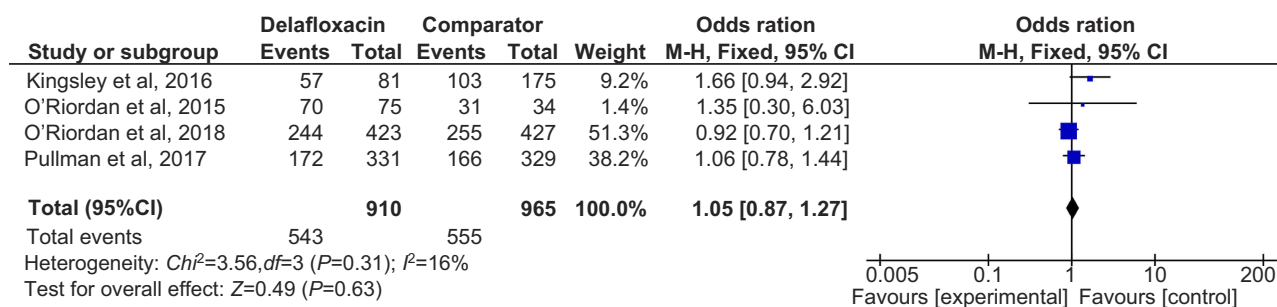 Delafloxacin Comparator Odds ration Odds ration
Study or subgroup Events Total Events Total Weight M-H, Fixed, 95% CI M-H, Fixed, 95% CI
Kingsley et al, 2016 57 81 103 175 9.2% 1.66 [0.94, 2.92]
O'Riordan et al, 2015 70 75 31 34 1.4% 1.35 [0.30, 6.03]
O'Riordan et al, 2018 244 423 255 427 51.3% 0.92 [0.70, 1.21]
Pullman et al, 2017 172 331 166 329 38.2% 1.06 [0.78, 1.44]
Total (95%CI) 910 965 100.0% 1.05 [0.87, 1.27]
Total events 543 555
Heterogeneity: Chi²=3.56,df=3 (P=0.31); I²=16%
Test for overall effect: Z=0.49 (P=0.63)
0.005 0.1 1 10 200
Favours [experimental] Favours [control]